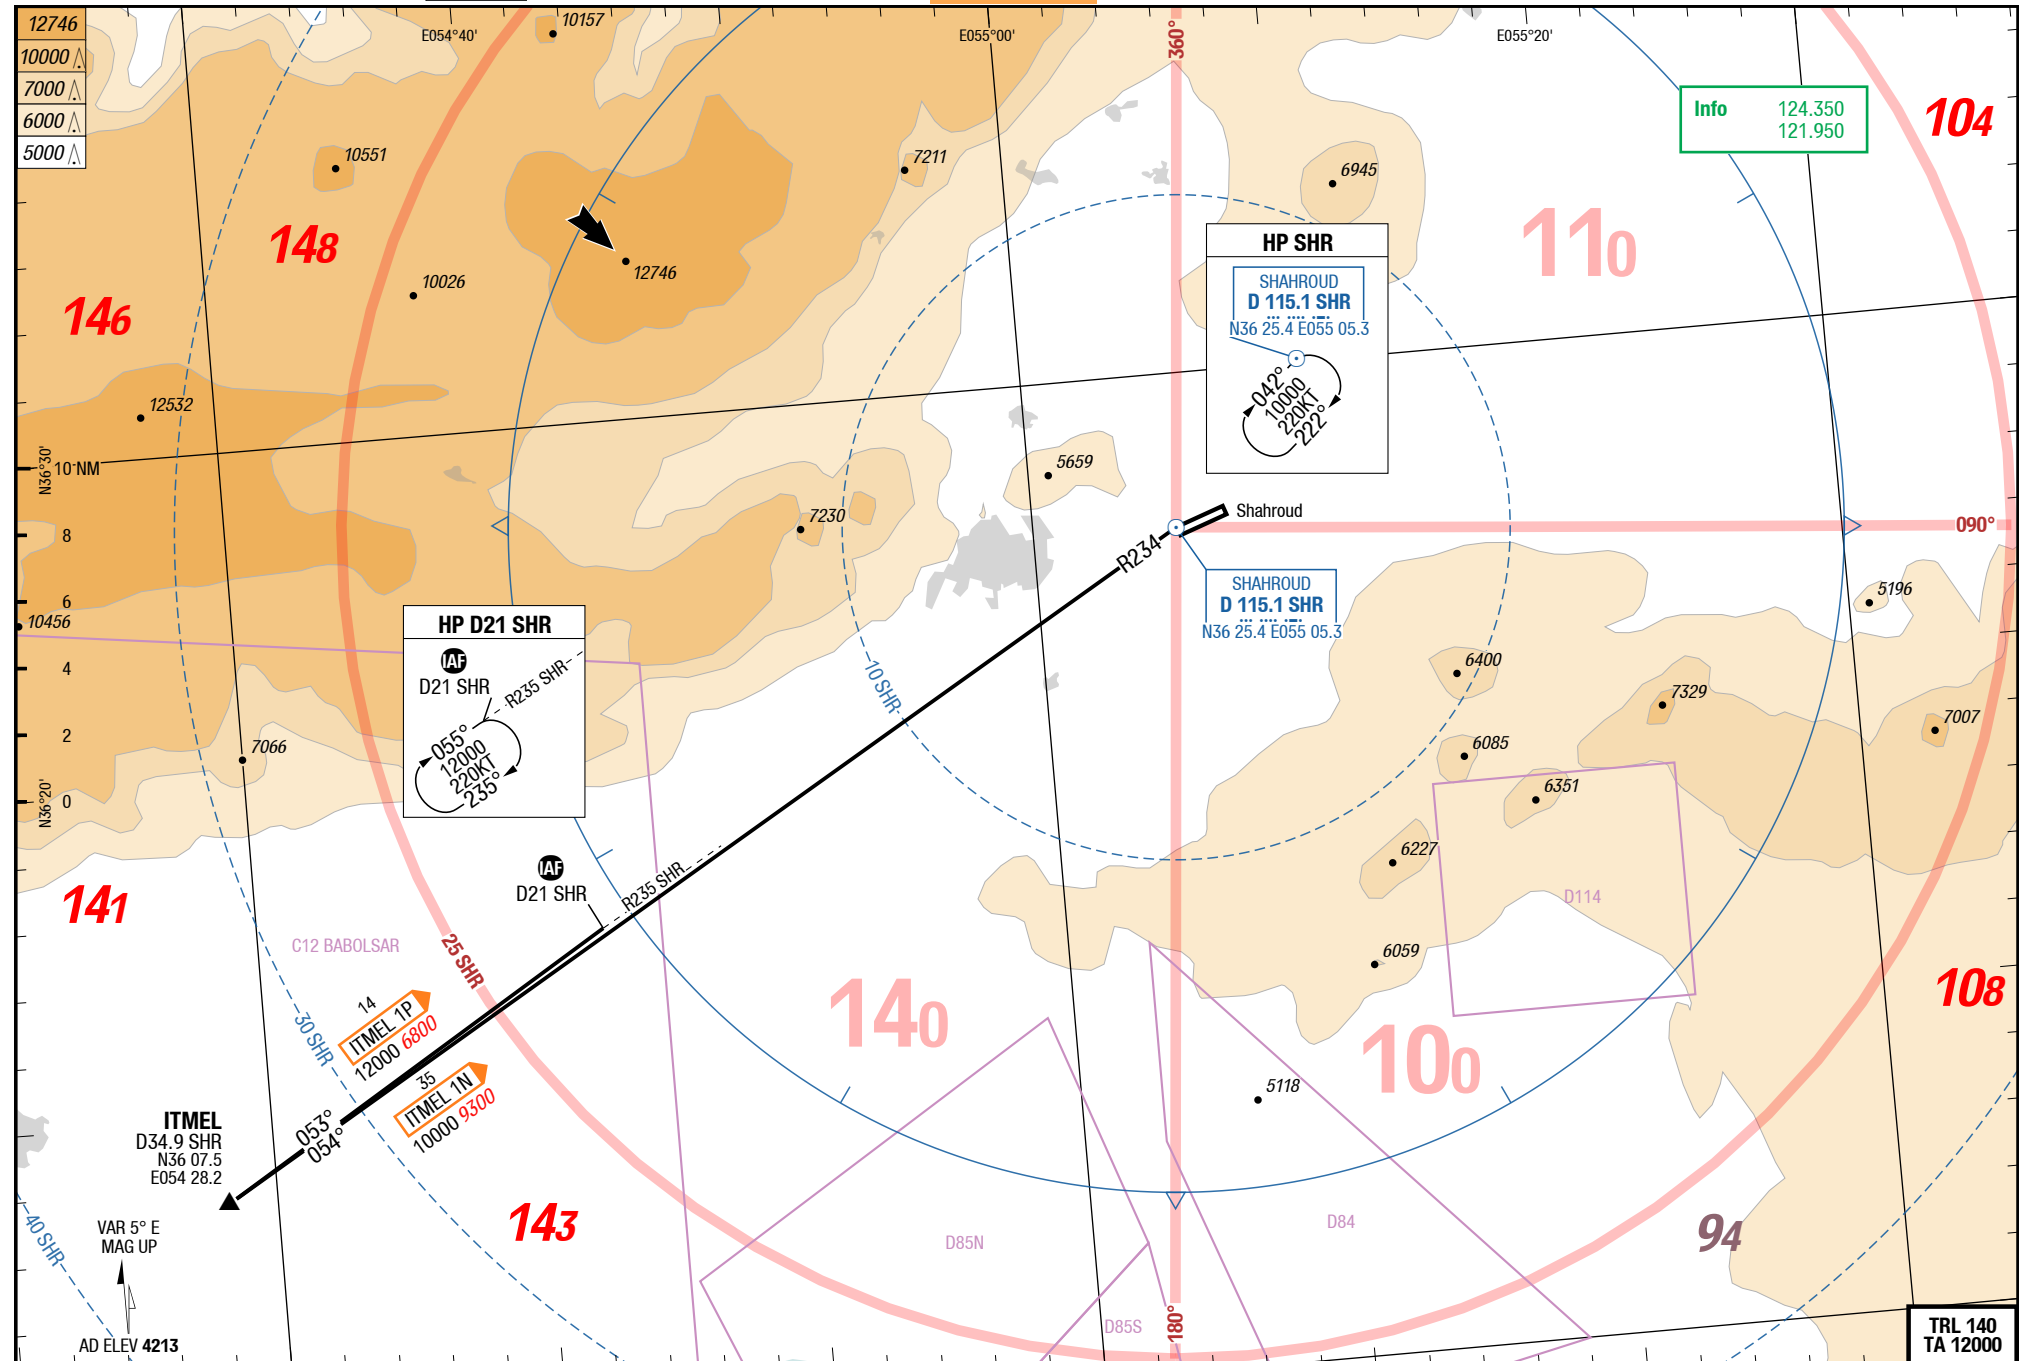 12746
10000
7000
6000
5000
10157
E054°40'
E055°00'
360°
E055°20'
Info 124.350
121.950
104
10551
7211
6945
148
12746
10026
146
110
HP SHR
SHAHROUD
D 115.1 SHR
N36 25.4 E055 05.3
042°
10000
220KT
222°
12532
N36°30'
10 NM
8
6
4
2
0
N36°20'
5659
7230
Shahroud
090°
R234
SHAHROUD
D 115.1 SHR
N36 25.4 E055 05.3
5196
10456
HP D21 SHR
IAF
D21 SHR
R235 SHR
055°
12000
220KT
235°
10 SHR
6400
7329
7007
7066
6085
6351
6227
IAF
D21 SHR
R235 SHR
D114
141
C12 BABOLSAR
25 SHR
6059
108
14
ITMEL 1P
12000 6800
30 SHR
35
ITMEL 1N
10000 9300
140
100
5118
053°
054°
ITMEL
D34.9 SHR
N36 07.5
E054 28.2
143
D85N
D84
94
40 SHR
VAR 5° E
MAG UP
D85S
180°
AD ELEV 4213
TRL 140
TA 12000